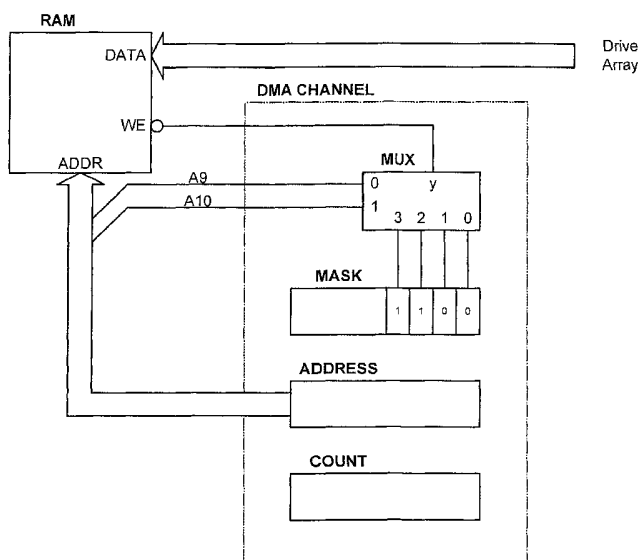 RAM
DATA
Drive
Array
DMA CHANNEL
WE
MUX
ADDR
A9
0 y
A10
1
3 2 1 0
MASK
1 1 0 0
ADDRESS
COUNT